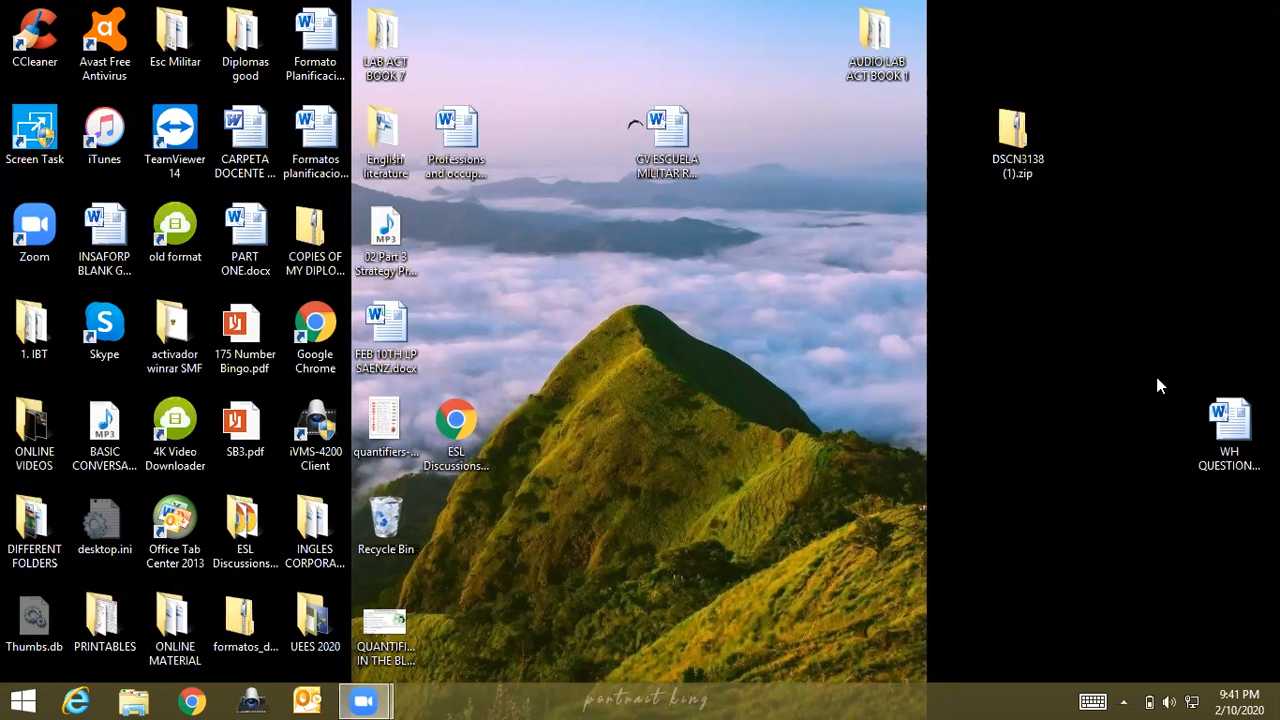 CCleaner
Avast Free
Antivirus
Esc Militar
Diplomas
good
Formato
Planificaci...
LAB ACT
BOOK 7
AUDIO LAB
ACT BOOK 1
Screen Task
iTunes
TeamViewer
14
CARPETA
DOCENTE ...
Formatos
planificacio...
English
literature
Professions
and occup...
GVESCUELA
MILITAR R...
DSCN3138
(1).zip
Zoom
INSAFORP
BLANK G...
old format
PART
ONE.docx
COPIES OF
MY DIPLO...
MP3
02 Part 3
Strategy Pr...
1. IBT
Skype
activador
winrar SMF
175 Number
Bingo.pdf
Google
Chrome
FEB 10TH LP
SAENZ.docx
ONLINE
VIDEOS
MP3
BASIC
CONVERSA...
4K Video
Downloader
SB3.pdf
iVMS-4200
Client
quantifiers-...
ESL
Discussions...
WH
QUESTION...
DIFFERENT
FOLDERS
desktop.ini
Office Tab
Center 2013
ESL
Discussions...
INGLES
CORPORA...
Recycle Bin
Thumbs.db
PRINTABLES
ONLINE
MATERIAL
formatos_d...
UEES 2020
QUANTIFI...
IN THE BL...
portrait king
9:41 PM
2/10/2020